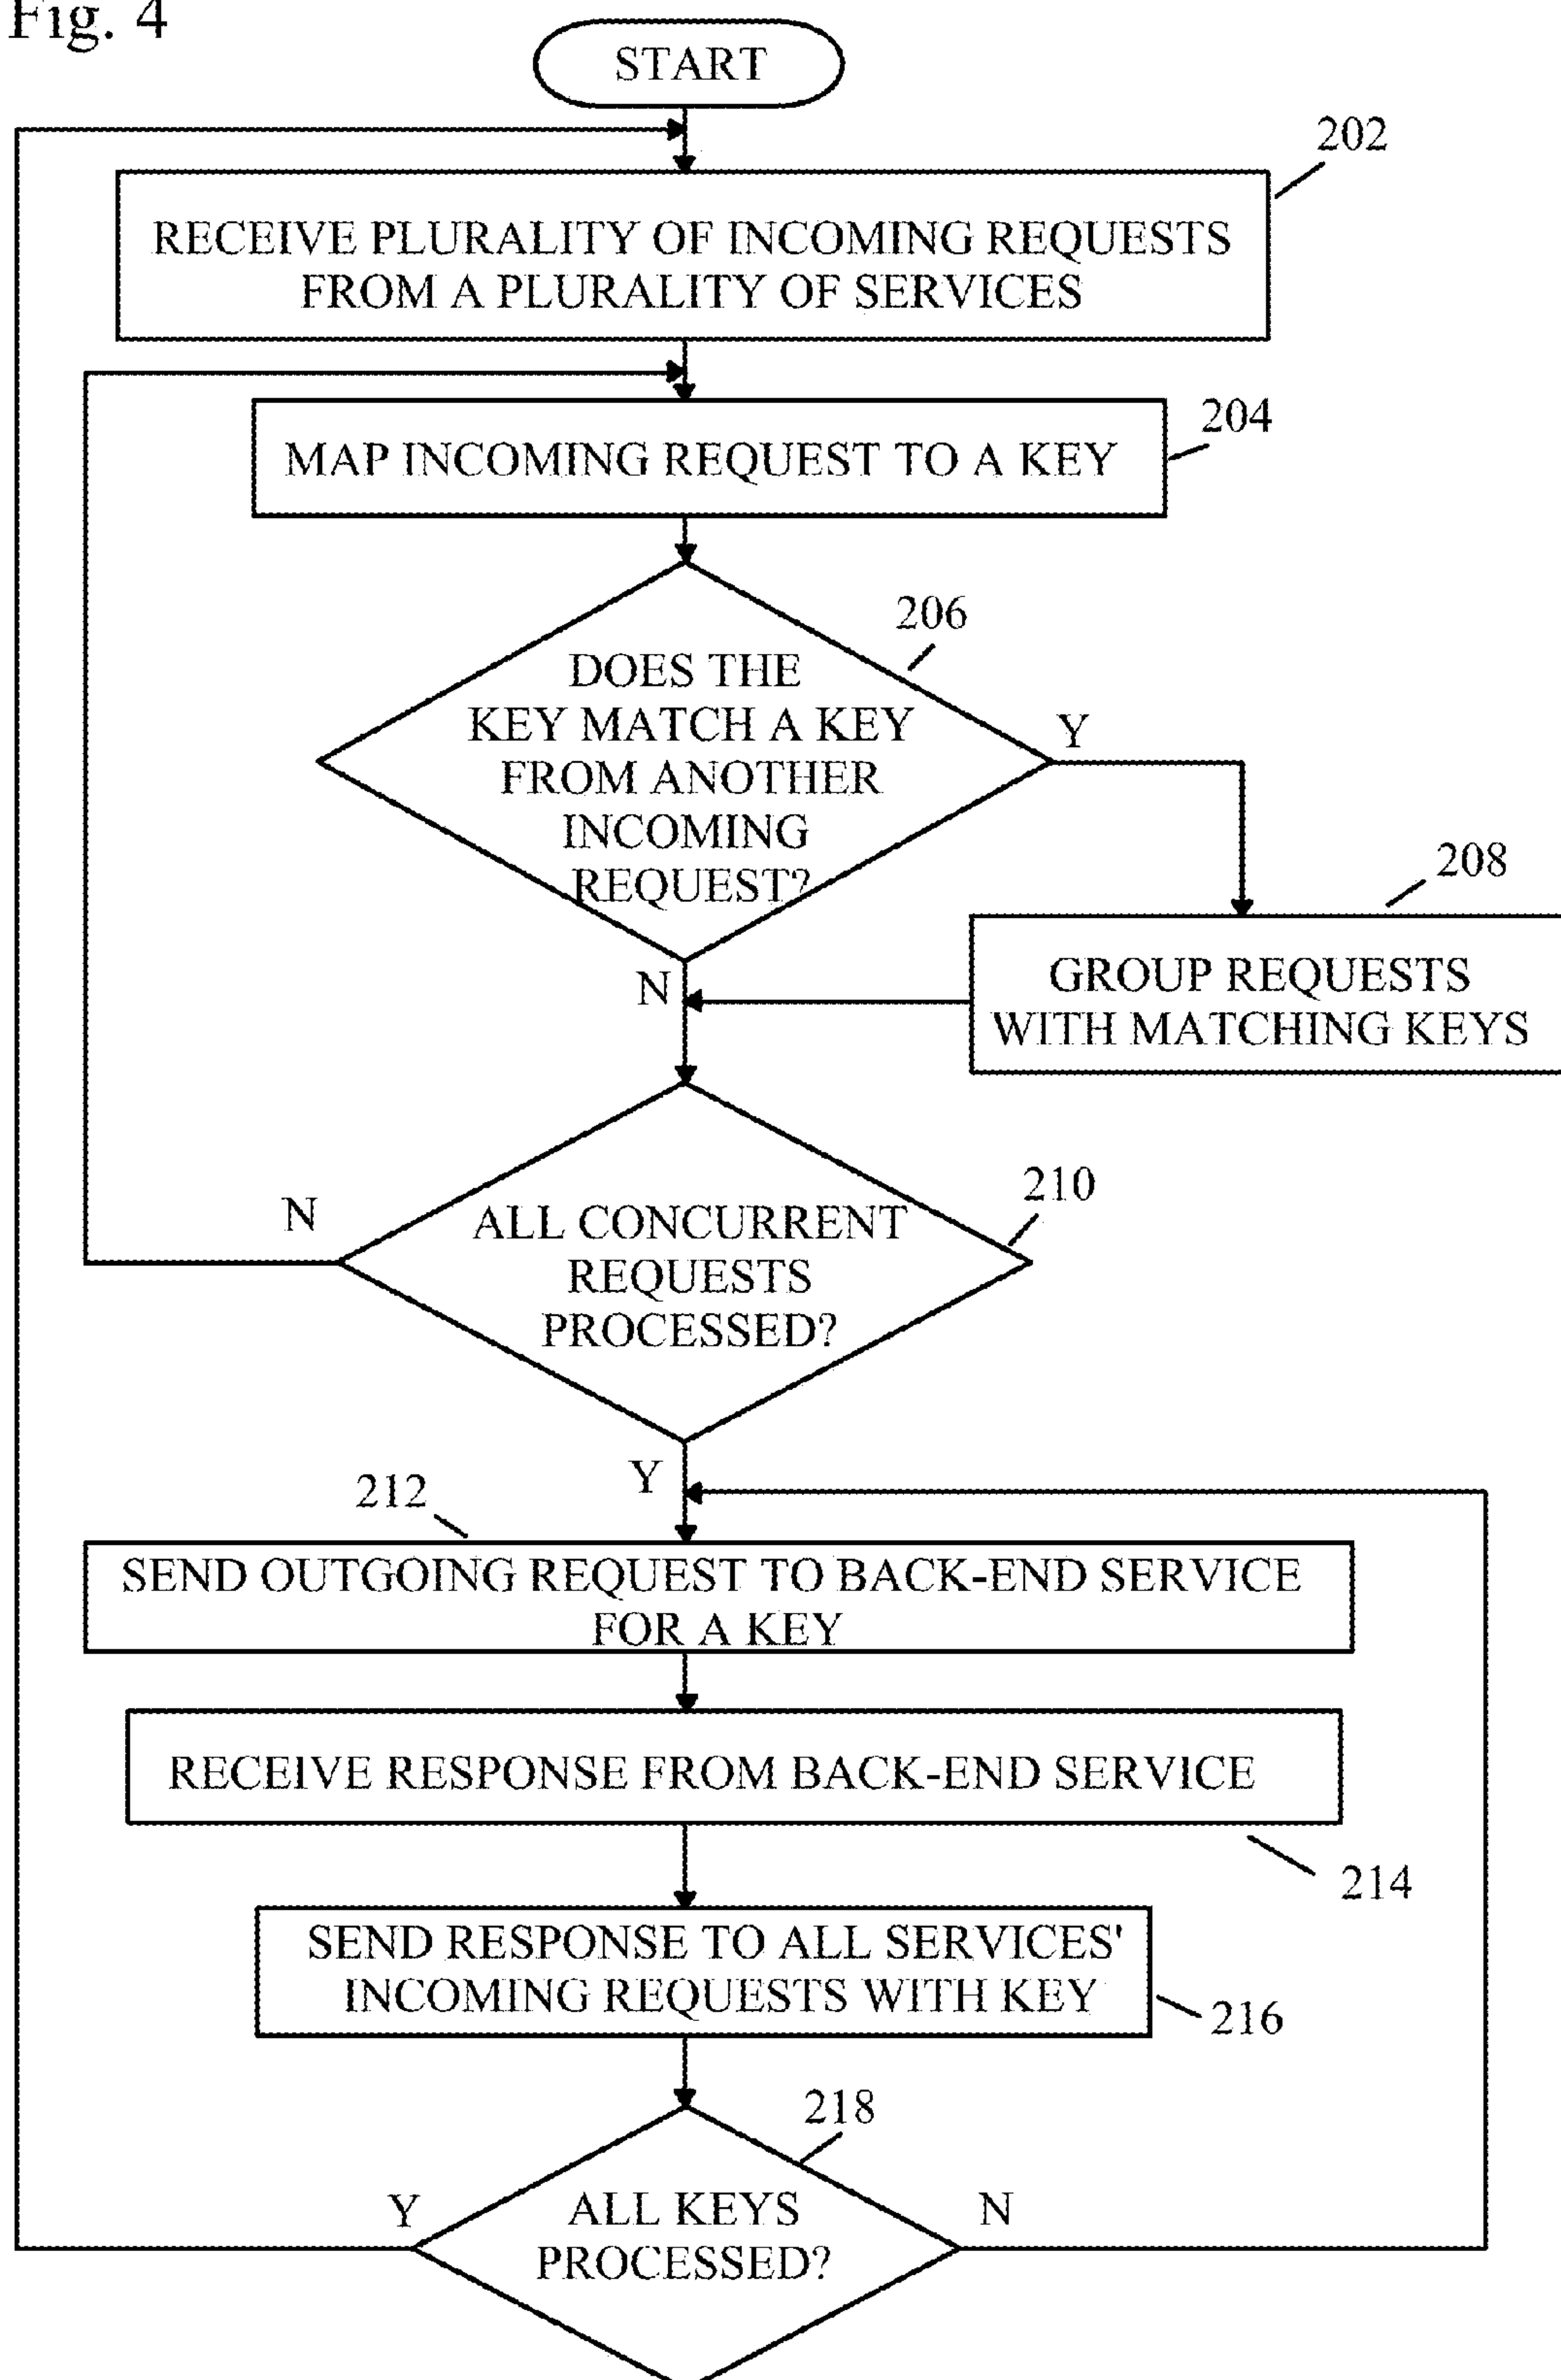 Fig. 4
START
202
RECEIVE PLURALITY OF INCOMING REQUESTS
FROM A PLURALITY OF SERVICES
204
MAP INCOMING REQUEST TO A KEY
206
DOES THE
KEY MATCH A KEY
FROM ANOTHER
INCOMING
REQUEST?
Y
208
GROUP REQUESTS
WITH MATCHING KEYS
N
210
N
ALL CONCURRENT
REQUESTS
PROCESSED?
Y
212
SEND OUTGOING REQUEST TO BACK-END SERVICE
FOR A KEY
RECEIVE RESPONSE FROM BACK-END SERVICE
214
SEND RESPONSE TO ALL SERVICES'
INCOMING REQUESTS WITH KEY
216
218
Y
ALL KEYS
PROCESSED?
N